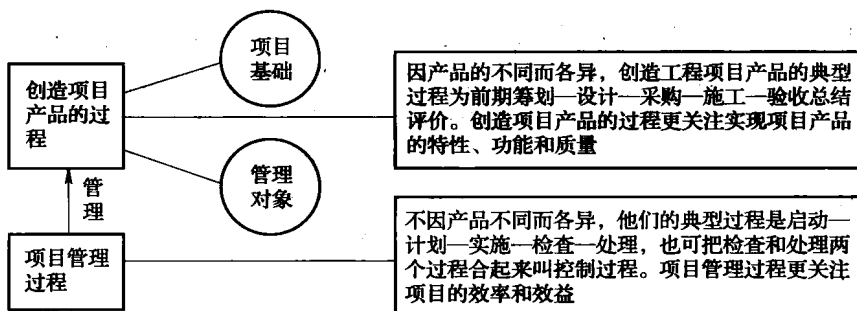 项目
基础
创造项目
产品的过
程
因产品的不同而各异，创造工程项目产品的典型
过程为前期筹划—设计—采购—施工—验收总结
评价。创造项目产品的过程更关注实现项目产品
的特性、功能和质量
管理
对象
管
理
项目管理
过程
不因产品不同而各异，他们的典型过程是启动—
计划—实施—检查—处理，也可把检查和处理两
个过程合起来叫控制过程。项目管理过程更关注
项目的效率和效益